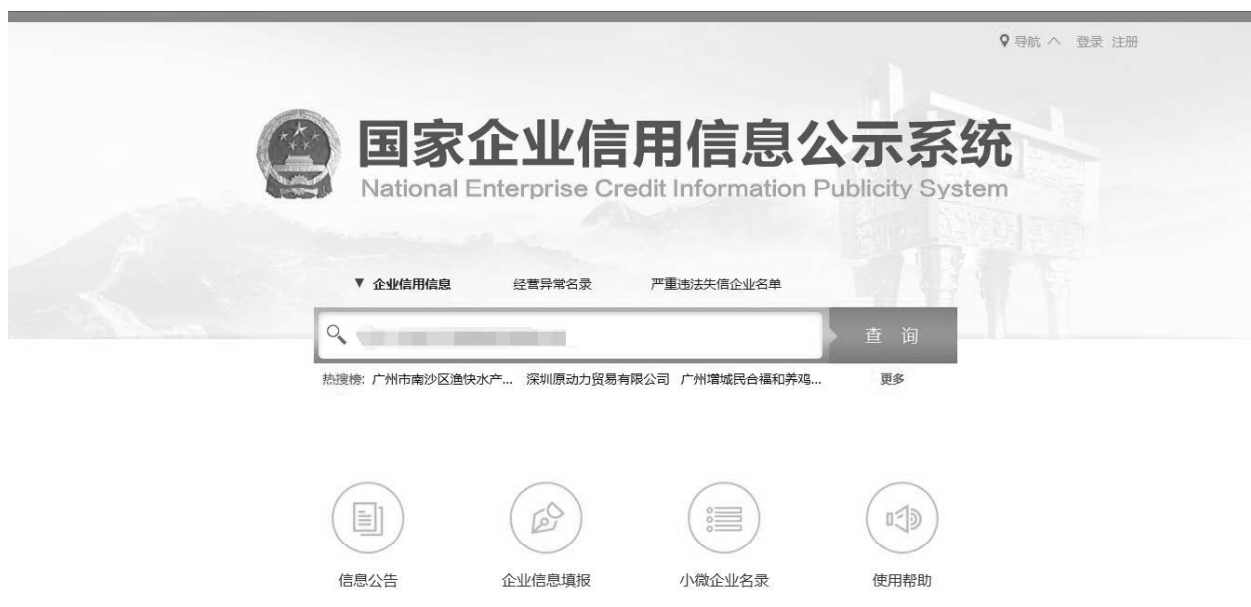 导航 へ 登录 注册
国家企业信用信息公示系统
National Enterprise Credit Information Publicity System
▼ 企业信用信息 经营异常名录 严重违法失信企业名单
查 询
热搜榜: 广州市南沙区渔快水产... 深圳原动力贸易有限公司 广州增城民合福和养鸡... 更多
信息公告 企业信息填报 小微企业名录 使用帮助